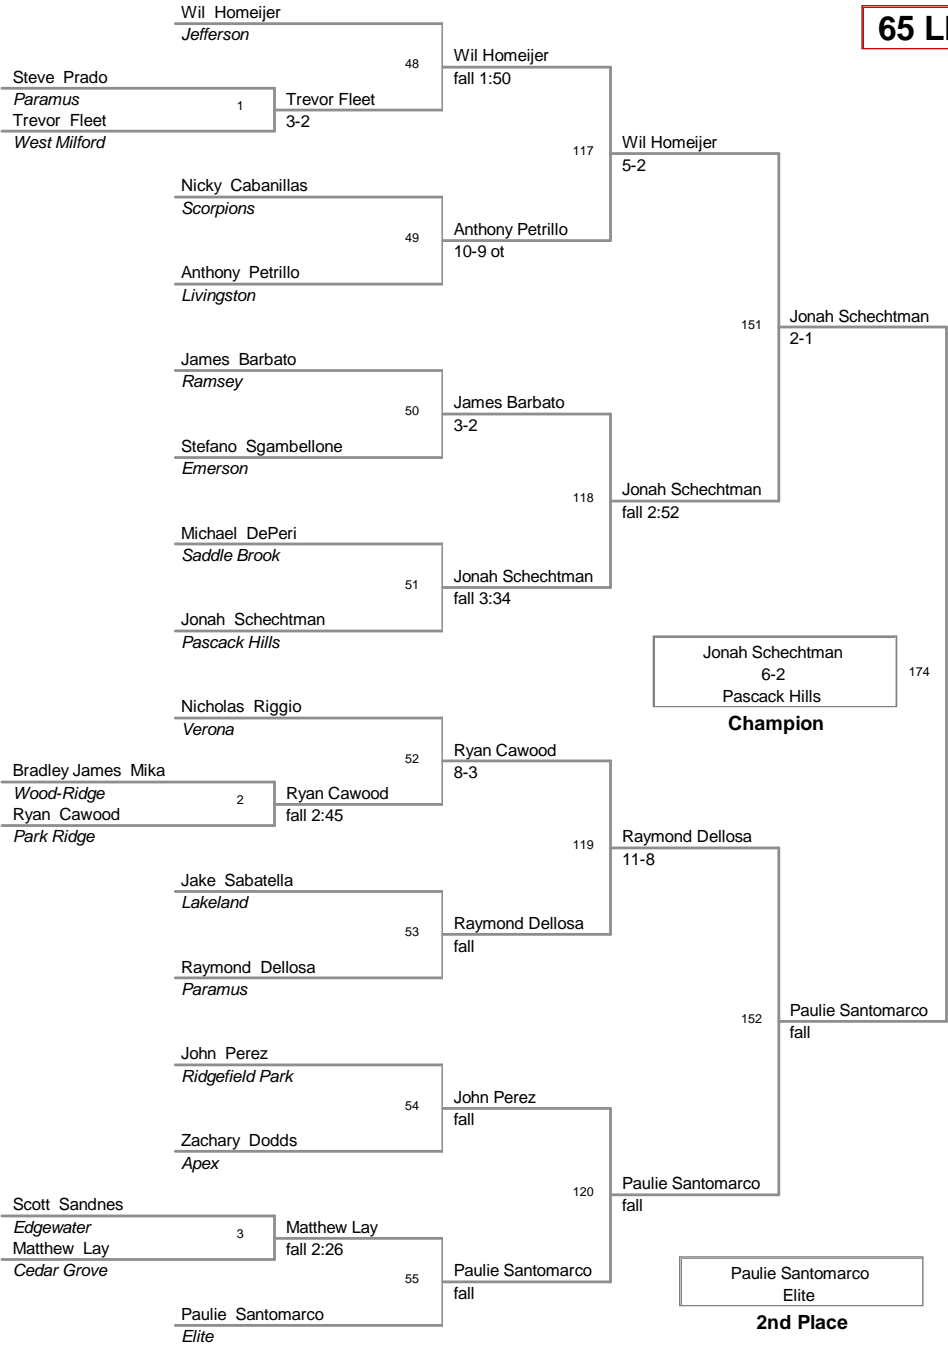 Wil Homeijer
Jefferson
65 L
48
Wil Homeijer
fall 1:50
Steve Prado
Paramus
1
Trevor Fleet
3-2
Trevor Fleet
West Milford
117
Wil Homeijer
5-2
Nicky Cabanillas
Scorpions
49
Anthony Petrillo
10-9 ot
Anthony Petrillo
Livingston
151
Jonah Schechtman
2-1
James Barbato
Ramsey
50
James Barbato
3-2
Stefano Sgambellone
Emerson
118
Jonah Schechtman
fall 2:52
Michael DePeri
Saddle Brook
51
Jonah Schechtman
fall 3:34
Jonah Schechtman
Pascack Hills
Jonah Schechtman
6-2
Pascack Hills
174
Champion
Nicholas Riggio
Verona
52
Ryan Cawood
8-3
Bradley James Mika
Wood-Ridge
2
Ryan Cawood
fall 2:45
Ryan Cawood
Park Ridge
119
Raymond Dellosa
11-8
Jake Sabatella
Lakeland
53
Raymond Dellosa
fall
Raymond Dellosa
Paramus
152
Paulie Santomarco
fall
John Perez
Ridgefield Park
54
John Perez
fall
Zachary Dodds
Apex
120
Paulie Santomarco
fall
Scott Sandnes
Edgewater
3
Matthew Lay
fall 2:26
Matthew Lay
Cedar Grove
55
Paulie Santomarco
fall
Paulie Santomarco
Elite
Paulie Santomarco
Elite
2nd Place